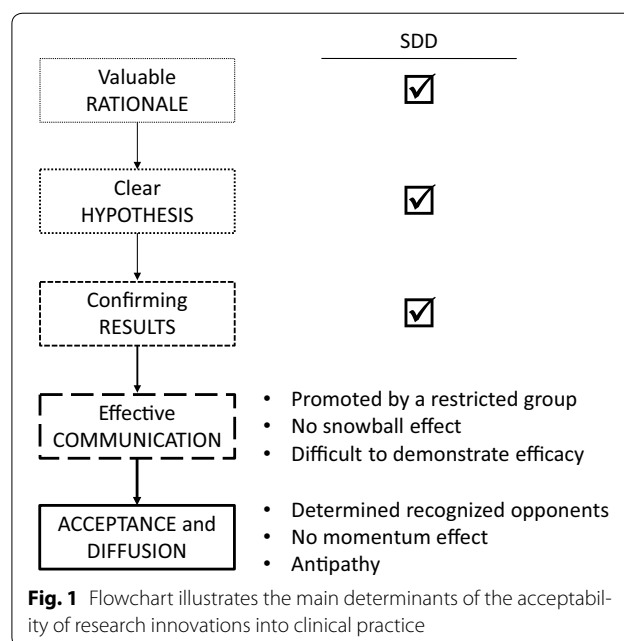 SDD
Valuable
RATIONALE
Clear
HYPOTHESIS
Confirming
RESULTS
Effective
COMMUNICATION
• Promoted by a restricted group
• No snowball effect
• Difficult to demonstrate efficacy
ACCEPTANCE and
DIFFUSION
• Determined recognized opponents
• No momentum effect
• Antipathy
Fig. 1 Flowchart illustrates the main determinants of the acceptabil-
ity of research innovations into clinical practice